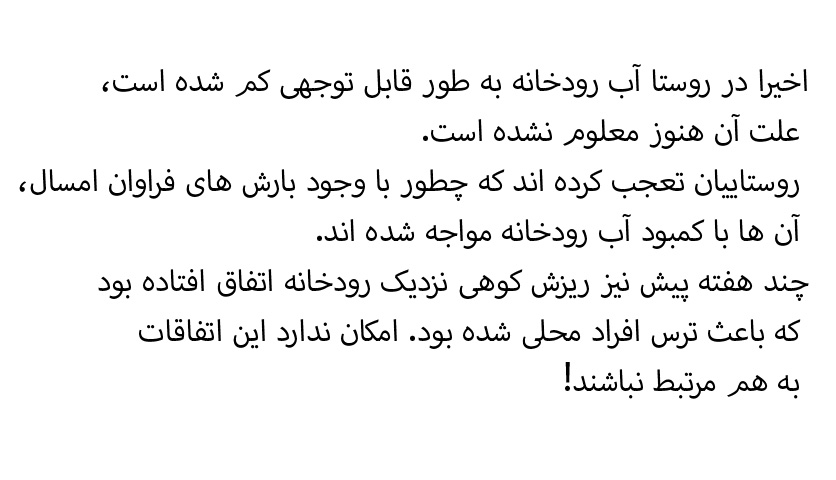 اخیرا در روستا آب رودخانه به طور قابل توجهی کم شده است،
علت آن هنوز معلوم نشده است.
روستاییان تعجب کرده اند که چطور با وجود بارش های فراوان امسال،
آن ها با کمبود آب رودخانه مواجه شده اند.
چند هفته پیش نیز ریزش کوهی نزدیک رودخانه اتفاق افتاده بود
که باعث ترس افراد محلی شده بود. امکان ندارد این اتفاقات
به هم مرتبط نباشند!